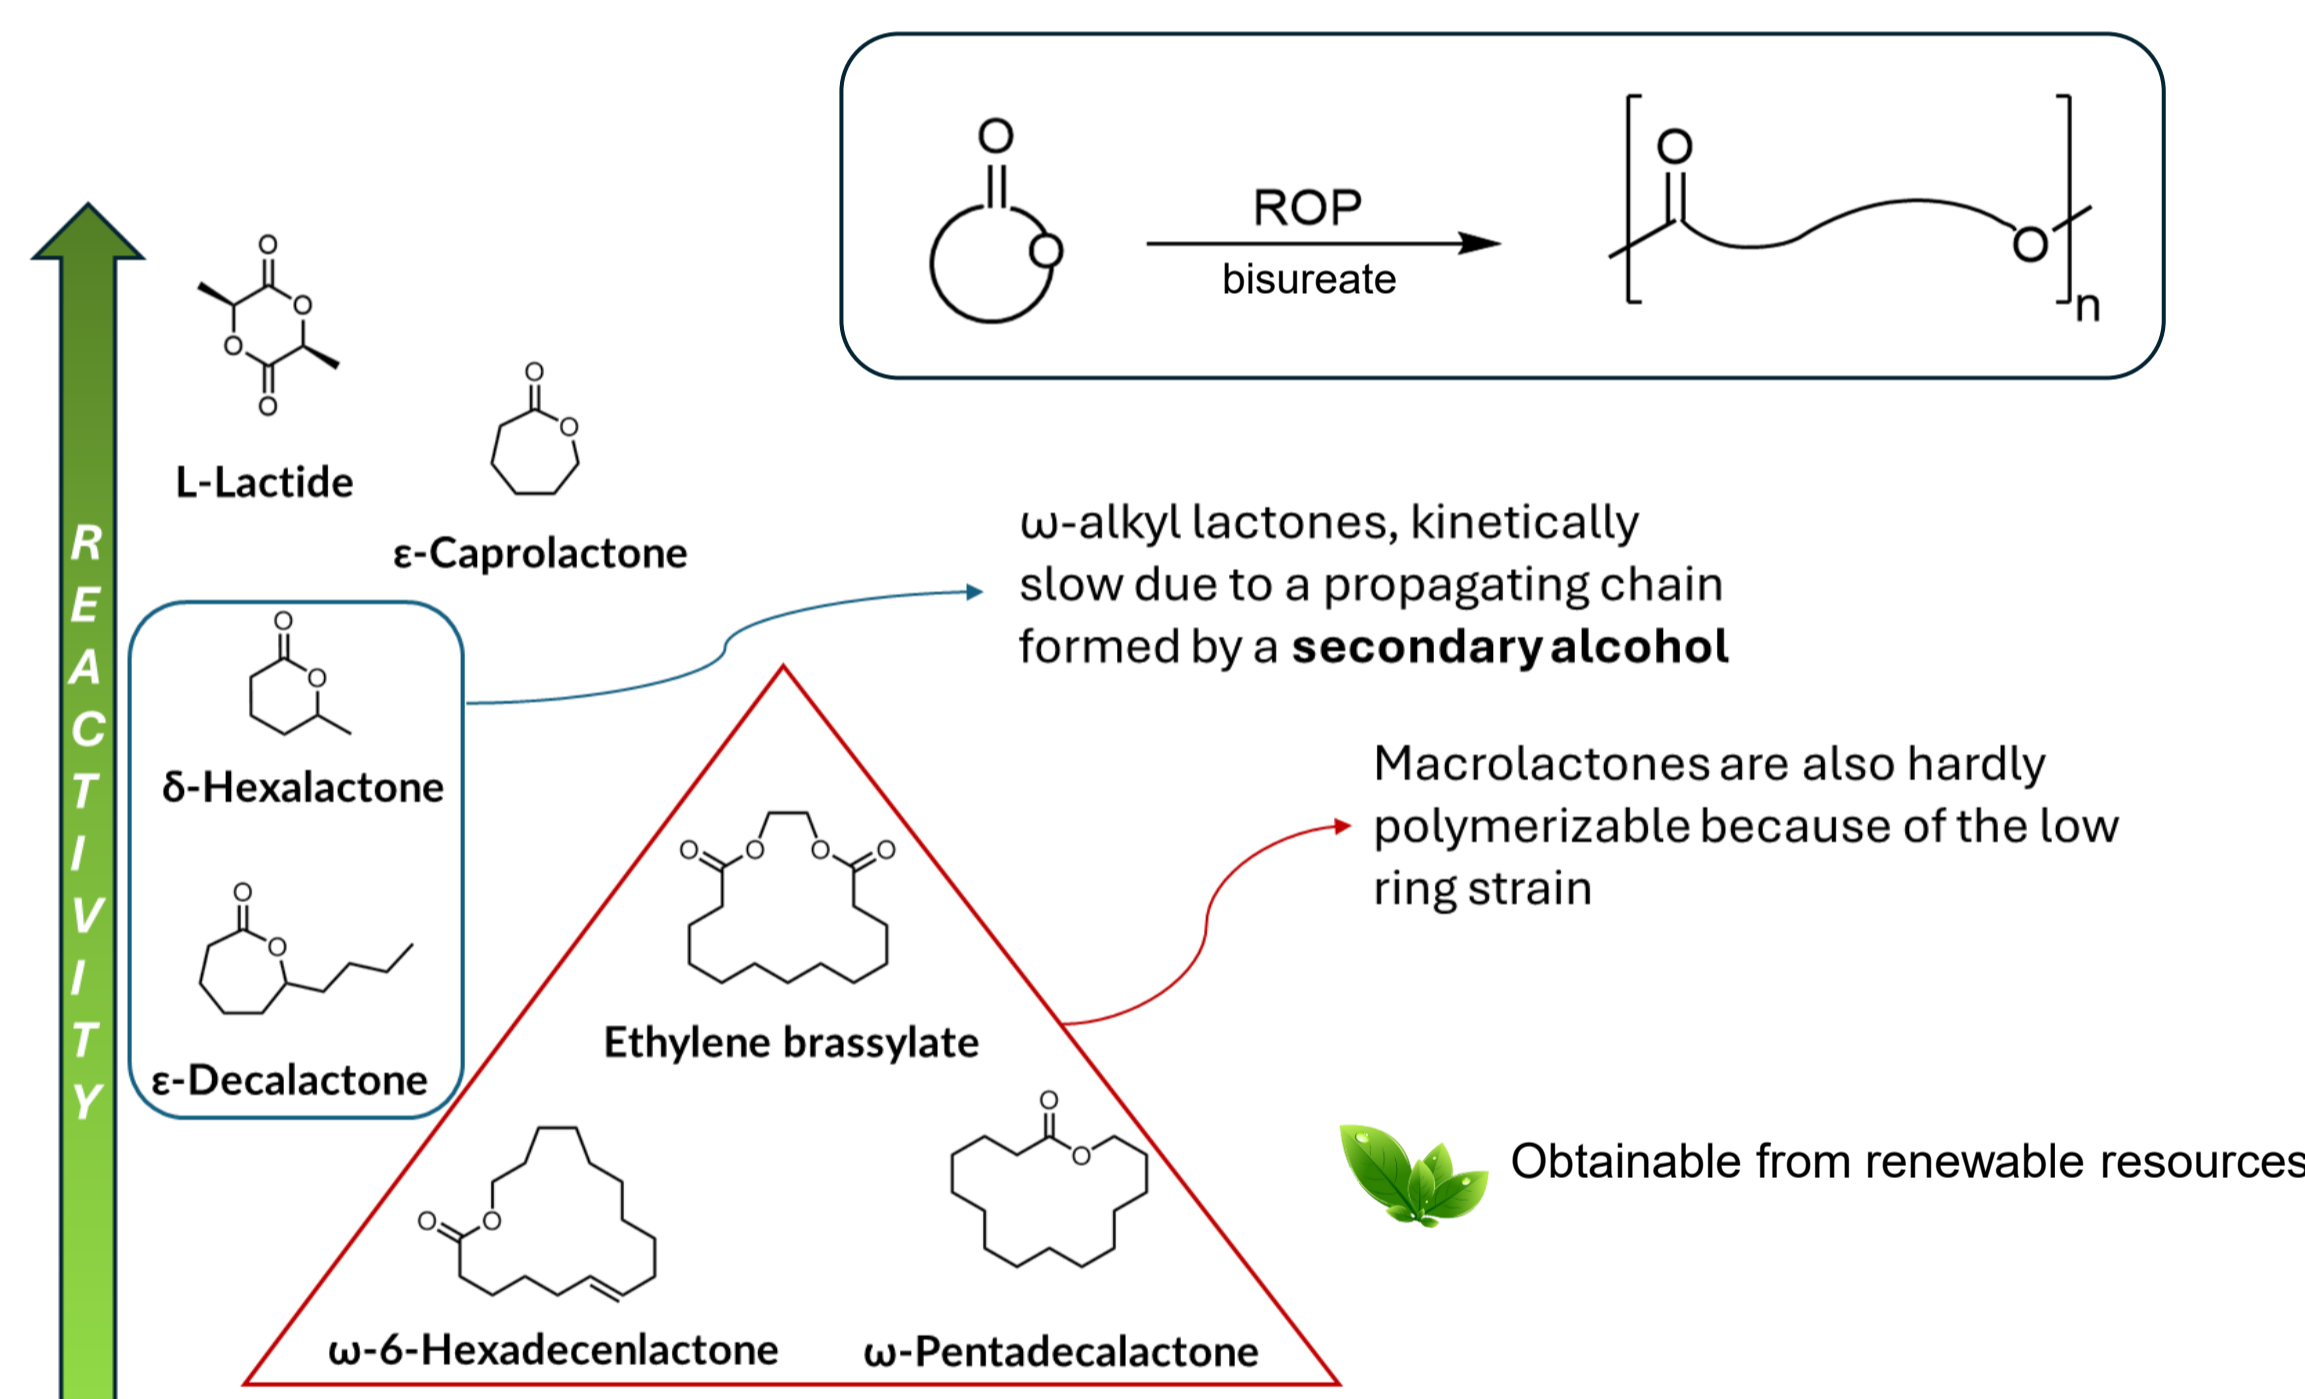 O
O
ROP
bisureate
O
O
n
REACTIVITY
O
O
O
O
L-Lactide
O
O
ε-Caprolactone
ω-alkyl lactones, kinetically
slow due to a propagating chain
formed by a secondary alcohol
O
O
δ-Hexalactone
O
O
ε-Decalactone
Macrolactones are also hardly
polymerizable because of the low
ring strain
O O O O
Ethylene brassylate
O O
ω-6-Hexadecenlactone
O
O
ω-Pentadecalactone
Obtainable from renewable resources